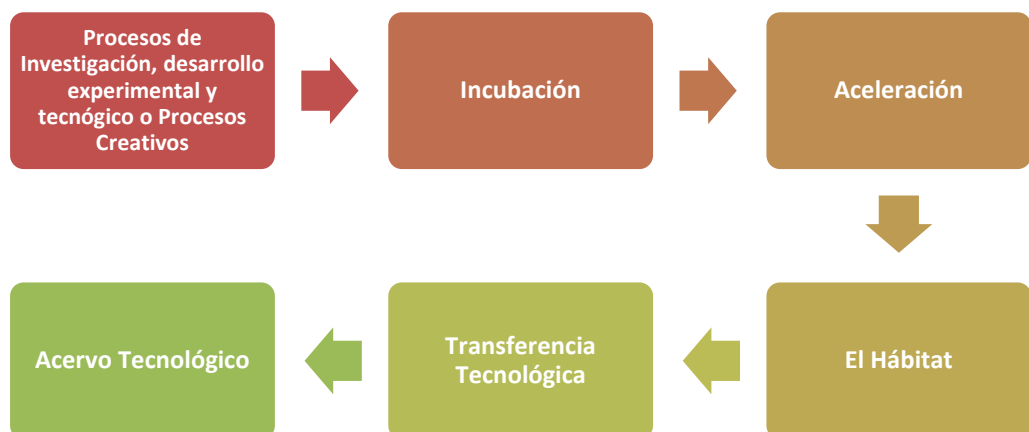 Procesos de
Investigación, desarrollo
experimental y
tecnógico o Procesos
Creativos
Incubación
Aceleración
El Hábitat
Transferencia
Tecnológica
Acervo Tecnológico